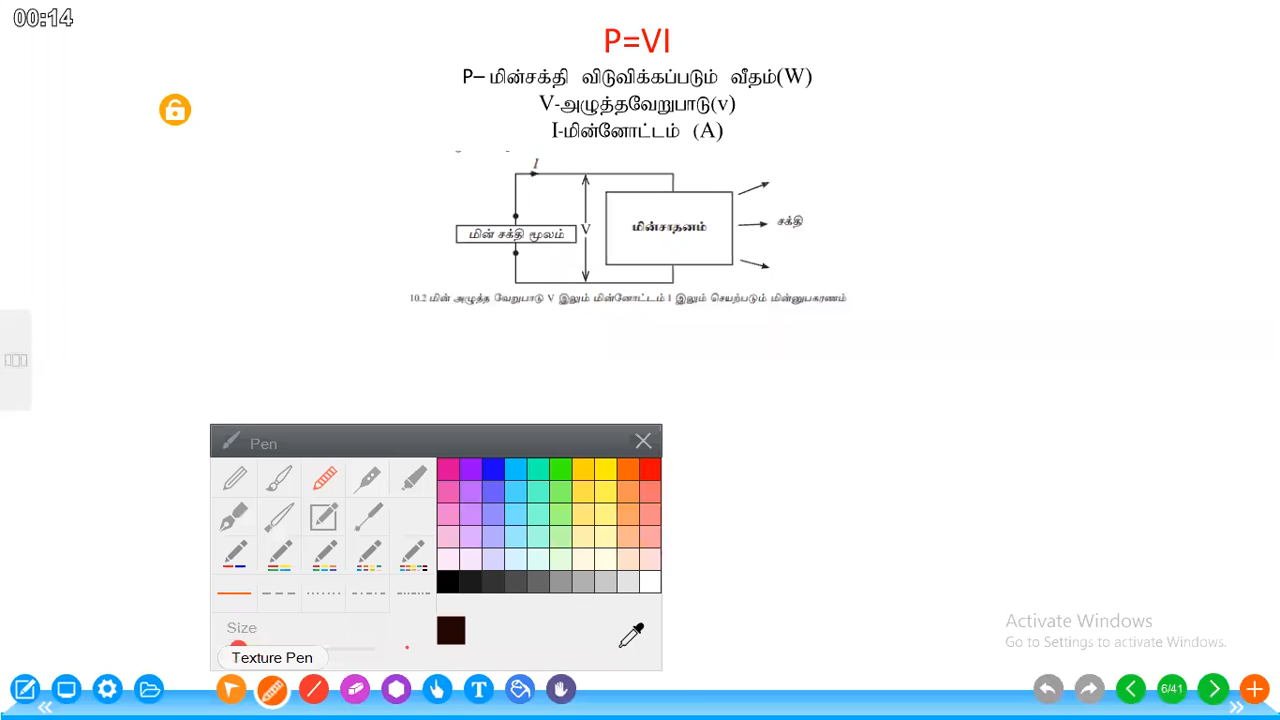 00:14
P=VI
P– மின்சக்தி விடுவிக்கப்படும் வீதம்(W)
V-அழுத்தவேறுபாடு(v)
I-மின்னோட்டம் (A)
I
மின் சக்தி மூலம்
V
மின்சாதனம்
சக்தி
10.2 மின் அழுத்த வேறுபாடு V இலும் மின்னோட்டம் I இலும் செயற்படும் மின்னுபகரணம்
Pen
Size
Texture Pen
Activate Windows
Go to Settings to activate Windows.
6/41